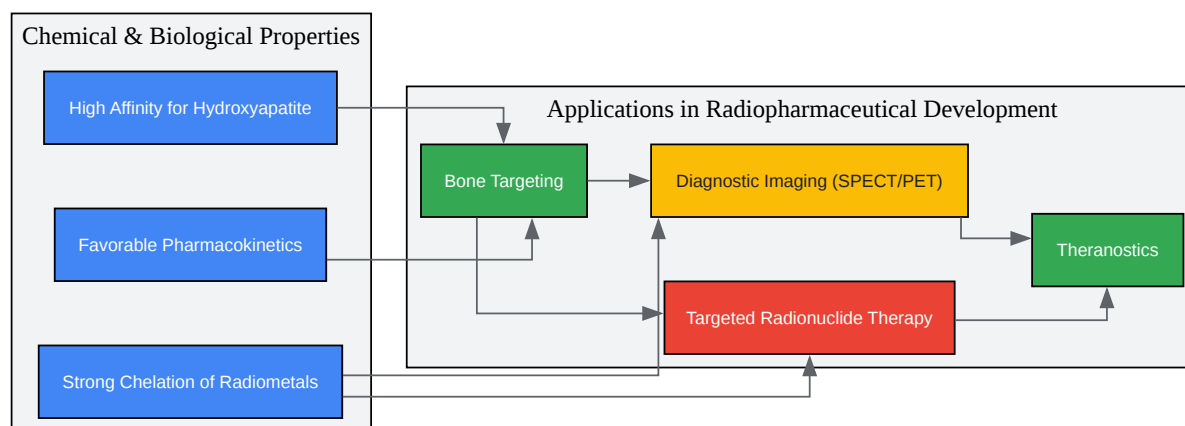 Chemical & Biological Properties
High Affinity for Hydroxyapatite
Favorable Pharmacokinetics
Strong Chelation of Radiometals
Applications in Radiopharmaceutical Development
Bone Targeting
Diagnostic Imaging (SPECT/PET)
Theranostics
Targeted Radionuclide Therapy